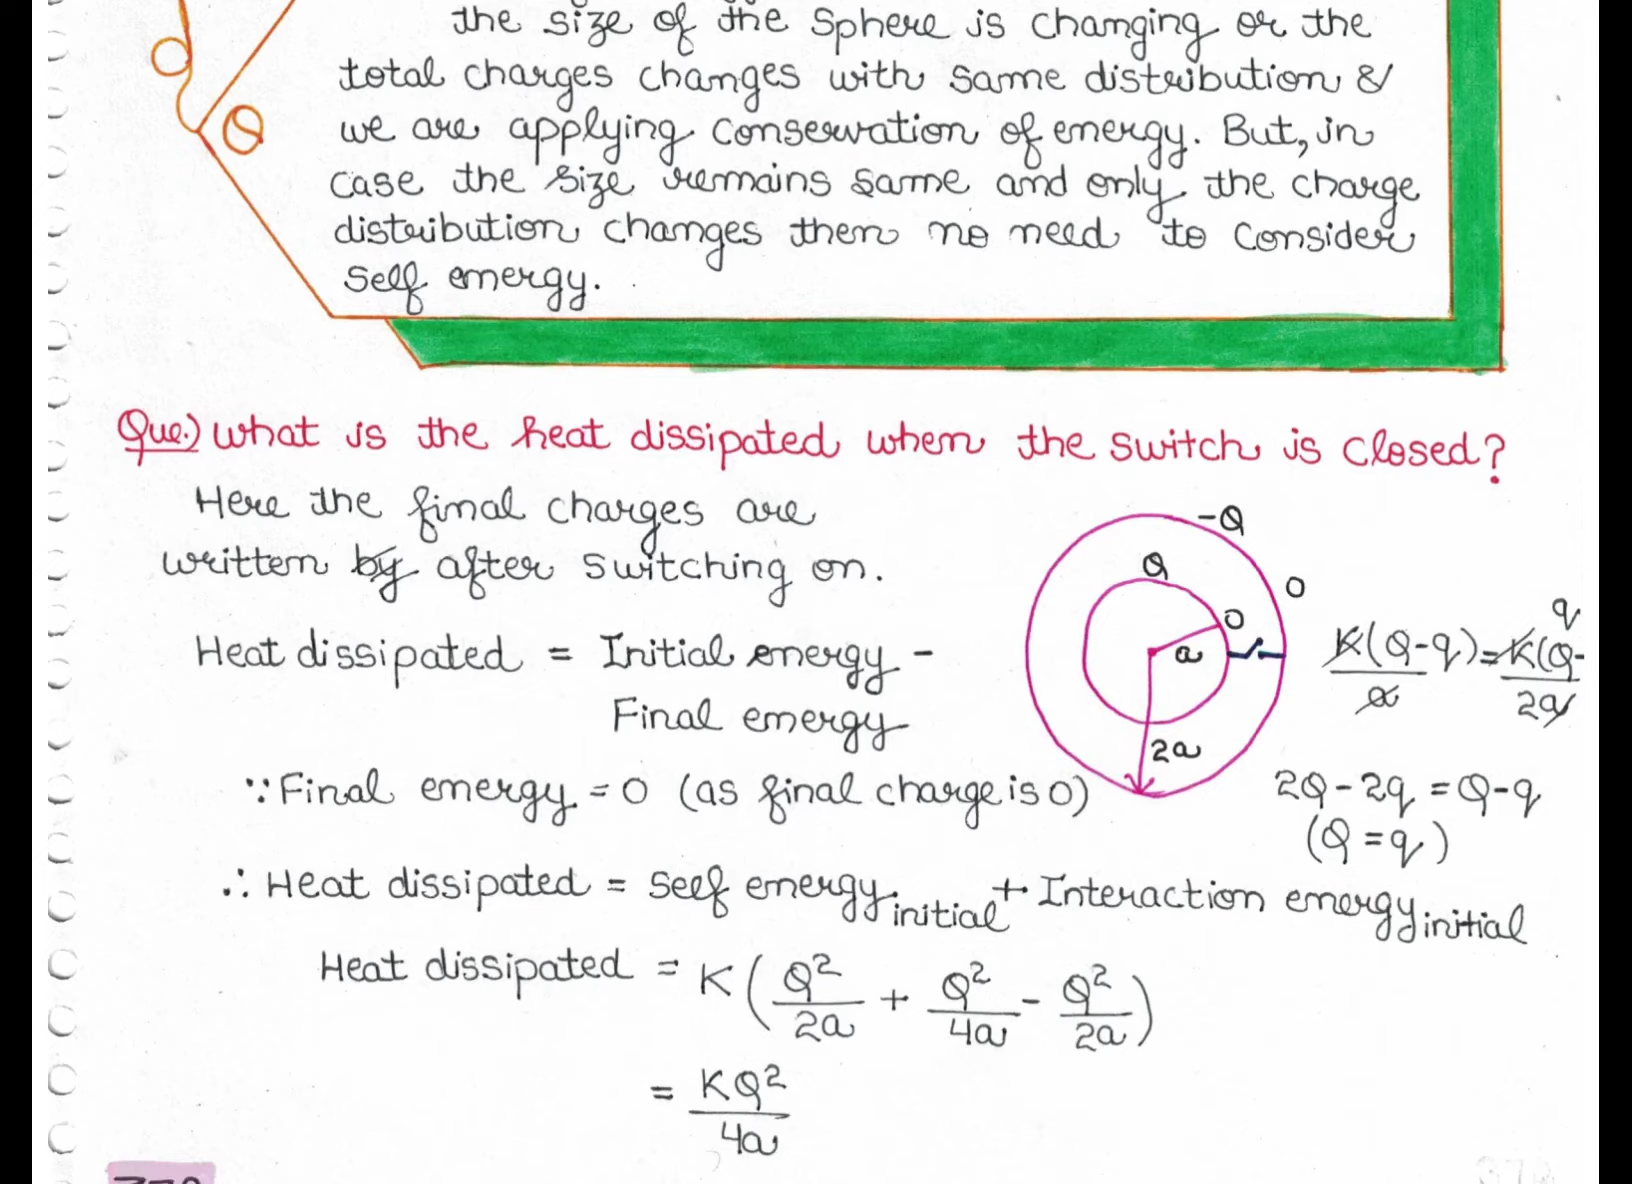 the size of the sphere is changing or the
total charges changes with same distribution &
we are applying conservation of energy. But, in
case the size remains same and only the charge
distribution changes then no need to consider
self energy.
Que.) What is the heat dissipated when the switch is closed?
Here the final charges are
written by after switching on.
Heat dissipated = Initial energy -
Final energy
∵ Final energy = 0 (as final charge is 0)
-Q
Q
0
0
a
2a
K(Q-q)/a = K(Q-q)/2a
2Q - 2q = Q - q
(Q = q)
∴ Heat dissipated = self energy initial + Interaction energy initial
Heat dissipated = K(Q²/2a + Q²/4a - Q²/2a)
= KQ²/4a